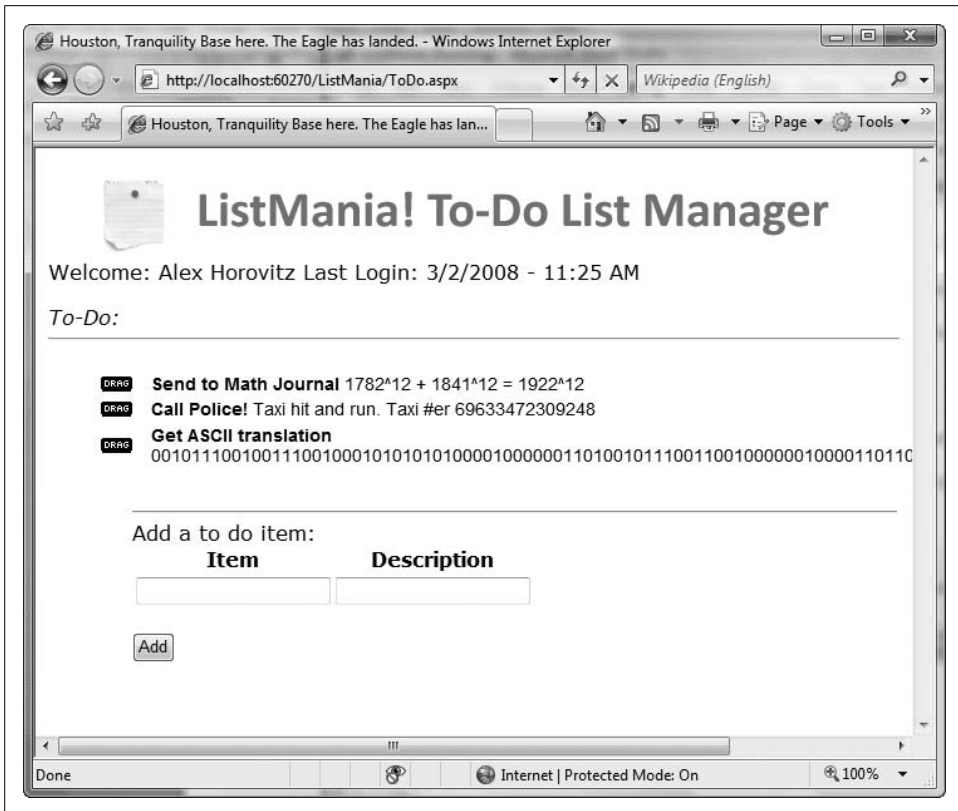 Houston, Tranquility Base here. The Eagle has landed. - Windows Internet Explorer
http://localhost:60270/ListMania/ToDo.aspx
Wikipedia (English)
Houston, Tranquility Base here. The Eagle has lan...
Page
Tools
ListMania! To-Do List Manager
Welcome: Alex Horovitz Last Login: 3/2/2008 - 11:25 AM
To-Do:
DRAG Send to Math Journal 1782^12 + 1841^12 = 1922^12
DRAG Call Police! Taxi hit and run. Taxi #er 69633472309248
DRAG Get ASCII translation
0010111001001110010001010101010000100000011010010111001100100000010000110110
Add a to do item:
Item Description
Add
Done
Internet | Protected Mode: On
100%